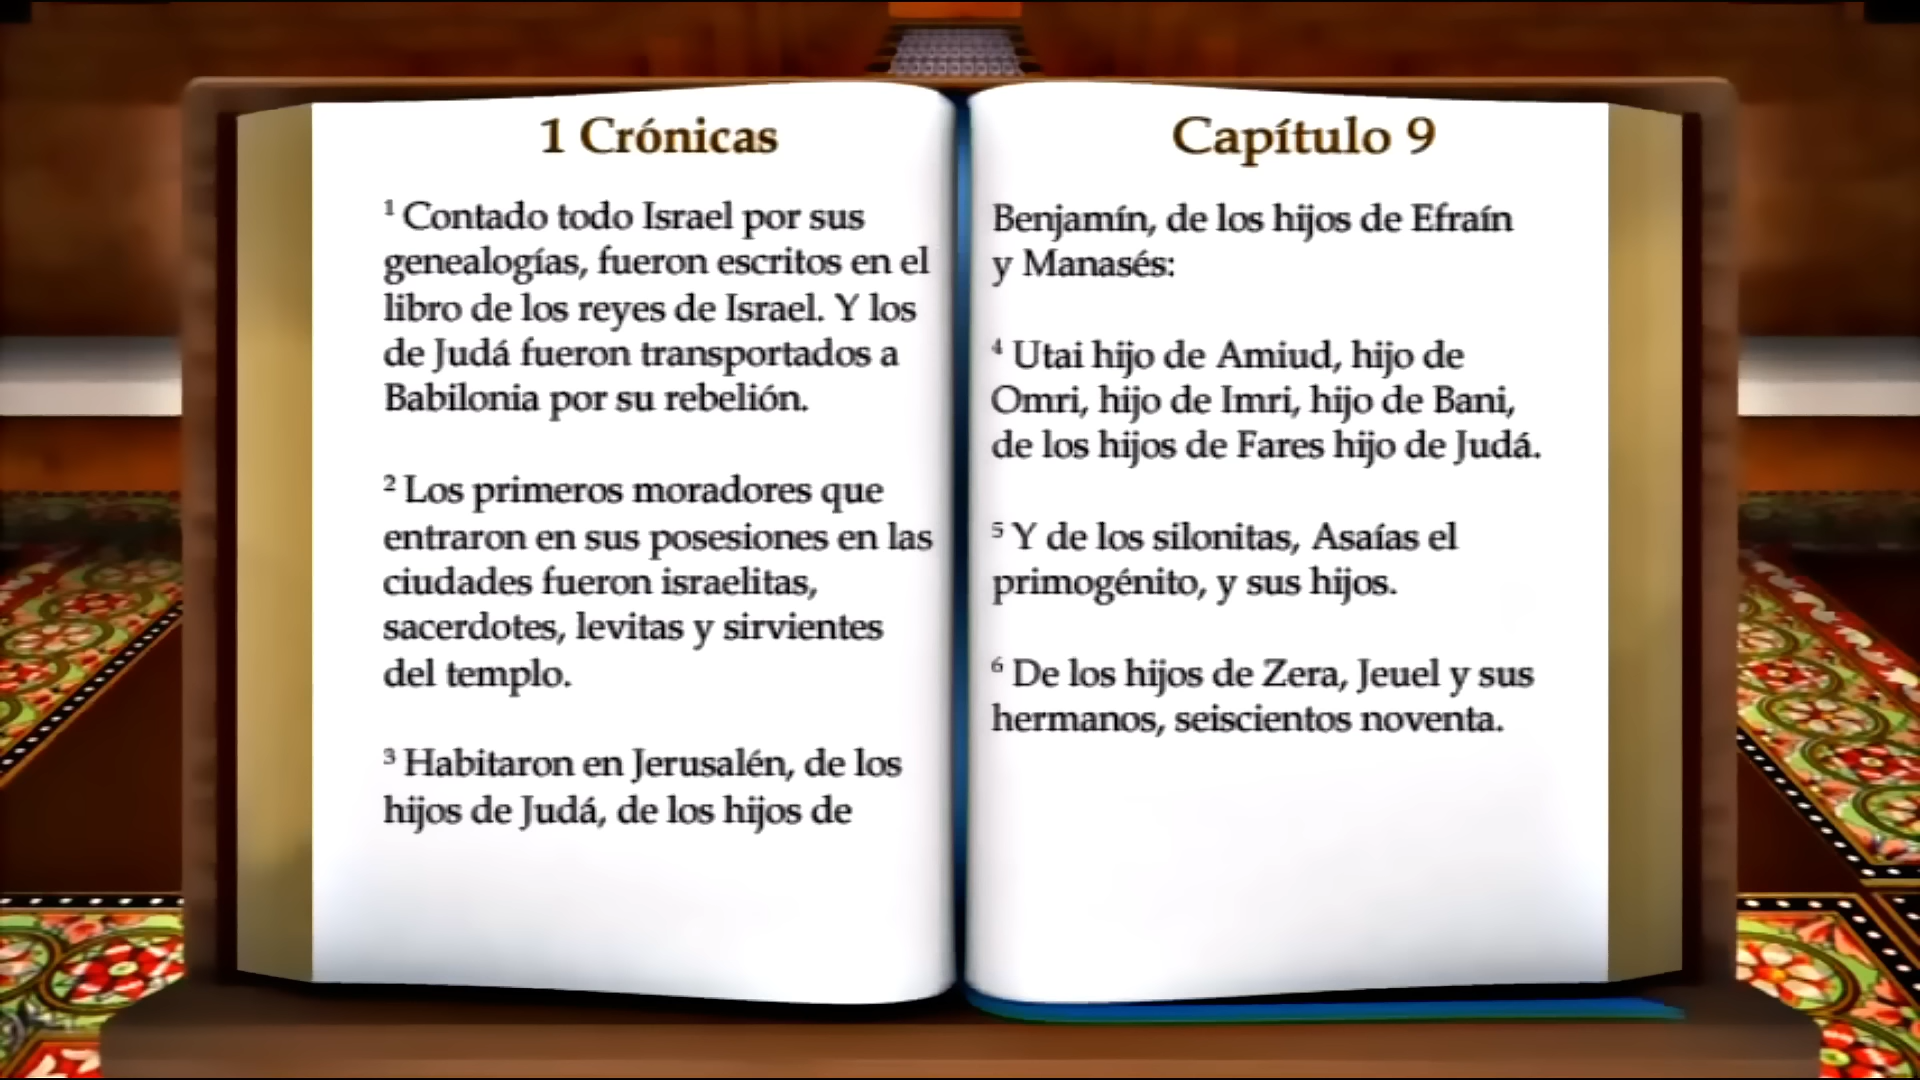 1 Crónicas
¹ Contado todo Israel por sus
genealogías, fueron escritos en el
libro de los reyes de Israel. Y los
de Judá fueron transportados a
Babilonia por su rebelión.
² Los primeros moradores que
entraron en sus posesiones en las
ciudades fueron israelitas,
sacerdotes, levitas y sirvientes
del templo.
³ Habitaron en Jerusalén, de los
hijos de Judá, de los hijos de
Capítulo 9
Benjamín, de los hijos de Efraín
y Manasés:
⁴ Utai hijo de Amiud, hijo de
Omri, hijo de Imri, hijo de Bani,
de los hijos de Fares hijo de Judá.
⁵ Y de los silonitas, Asaías el
primogénito, y sus hijos.
⁶ De los hijos de Zera, Jeuel y sus
hermanos, seiscientos noventa.